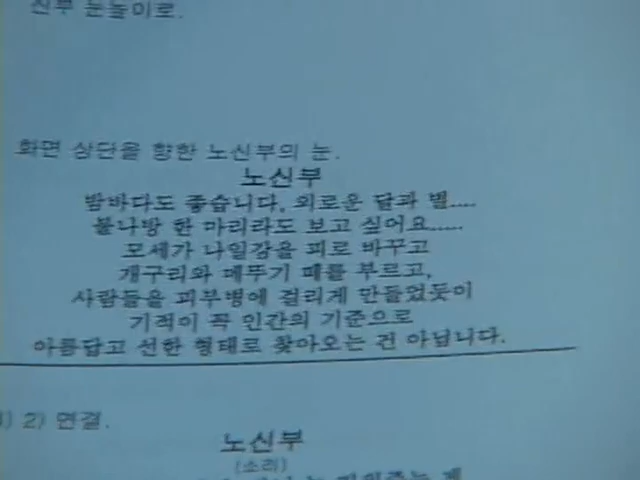 신부 눈높이로.
화면 상단을 향한 노신부의 눈.
노신부
밤바다도 좋습니다, 외로운 달과 별....
불나방 한 마리라도 보고 싶어요......
모세가 나일강을 피로 바꾸고
개구리와 메뚜기 떼를 부르고,
사람들을 피부병에 걸리게 만들었듯이
기적이 꼭 인간의 기준으로
아름답고 선한 형태로 찾아오는 건 아닙니다.
2) 연결.
노신부
(소리)